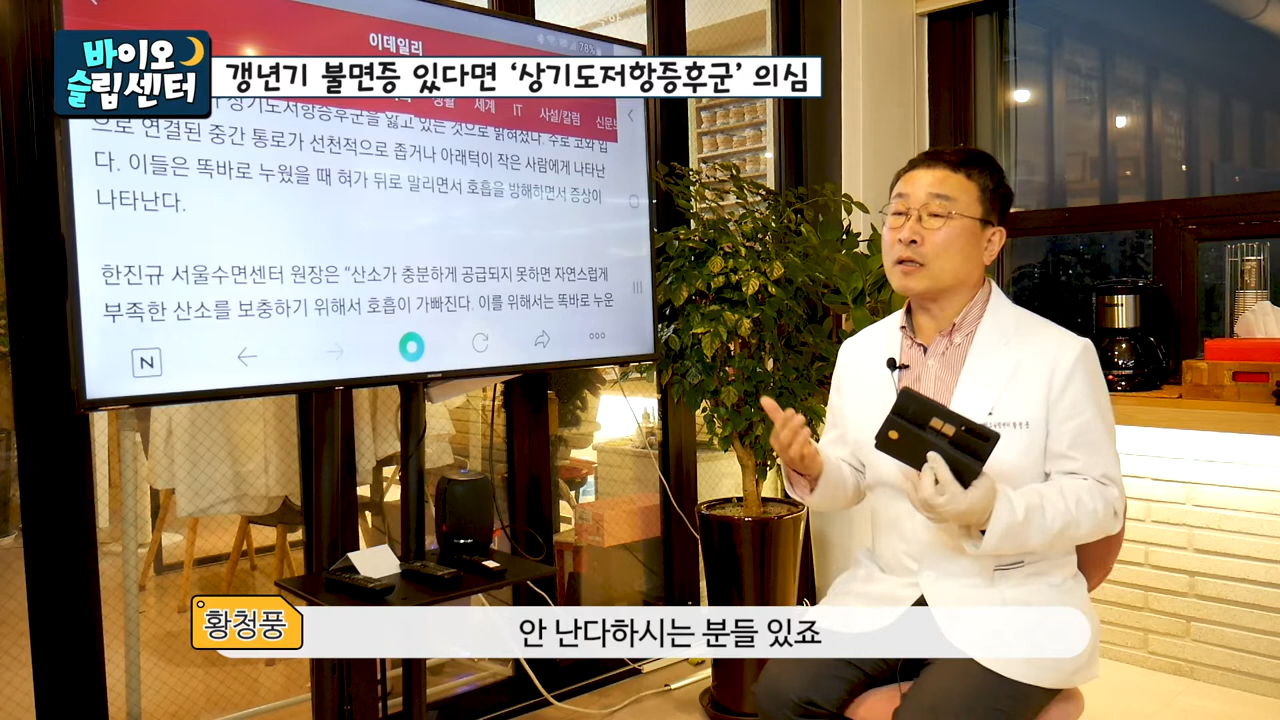 바이오
슬립센터
갱년기 불면증 있다면 ‘상기도저항증후군’ 의심
이데일리
78%
생활 세계 IT 사설/칼럼
상기도저항증후군을 앓고 있는 것으로 밝혀졌다. 주로 코와 입
으로 연결된 중간 통로가 선천적으로 좁거나 아래턱이 작은 사람에게 나타난
다. 이들은 똑바로 누웠을 때 혀가 뒤로 말리면서 호흡을 방해하면서 증상이
나타난다.
한진규 서울수면센터 원장은 “산소가 충분하게 공급되지 못하면 자연스럽게
부족한 산소를 보충하기 위해서 호흡이 가빠진다. 이를 위해서는 똑바로 누운
N
SAMSUNG
황청풍
안 난다하시는 분들 있죠